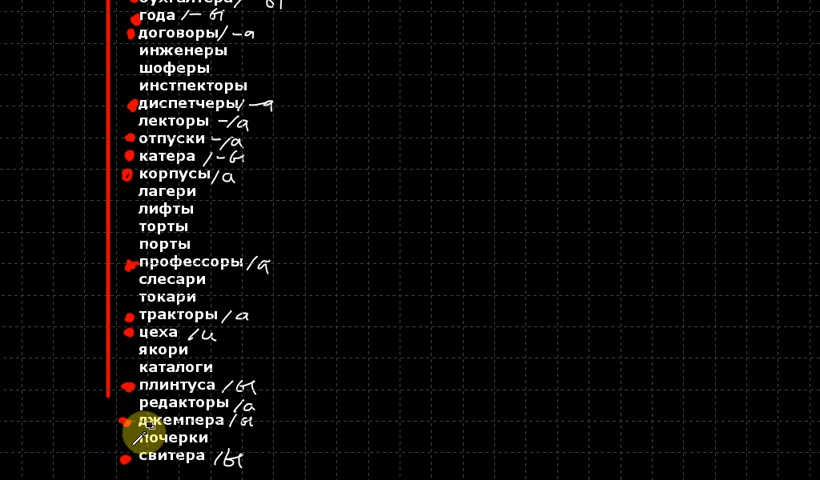 бухгалтера/-ы
года /-ы
договоры/-а
инженеры
шоферы
инстпекторы
диспетчеры/-а
лекторы -/а
отпуски -/а
катера /-ы
корпусы/а
лагери
лифты
торты
порты
профессоры/а
слесари
токари
тракторы/а
цеха /и
якори
каталоги
плинтуса /ы
редакторы/а
джемпера/ы
почерки
свитера /ы